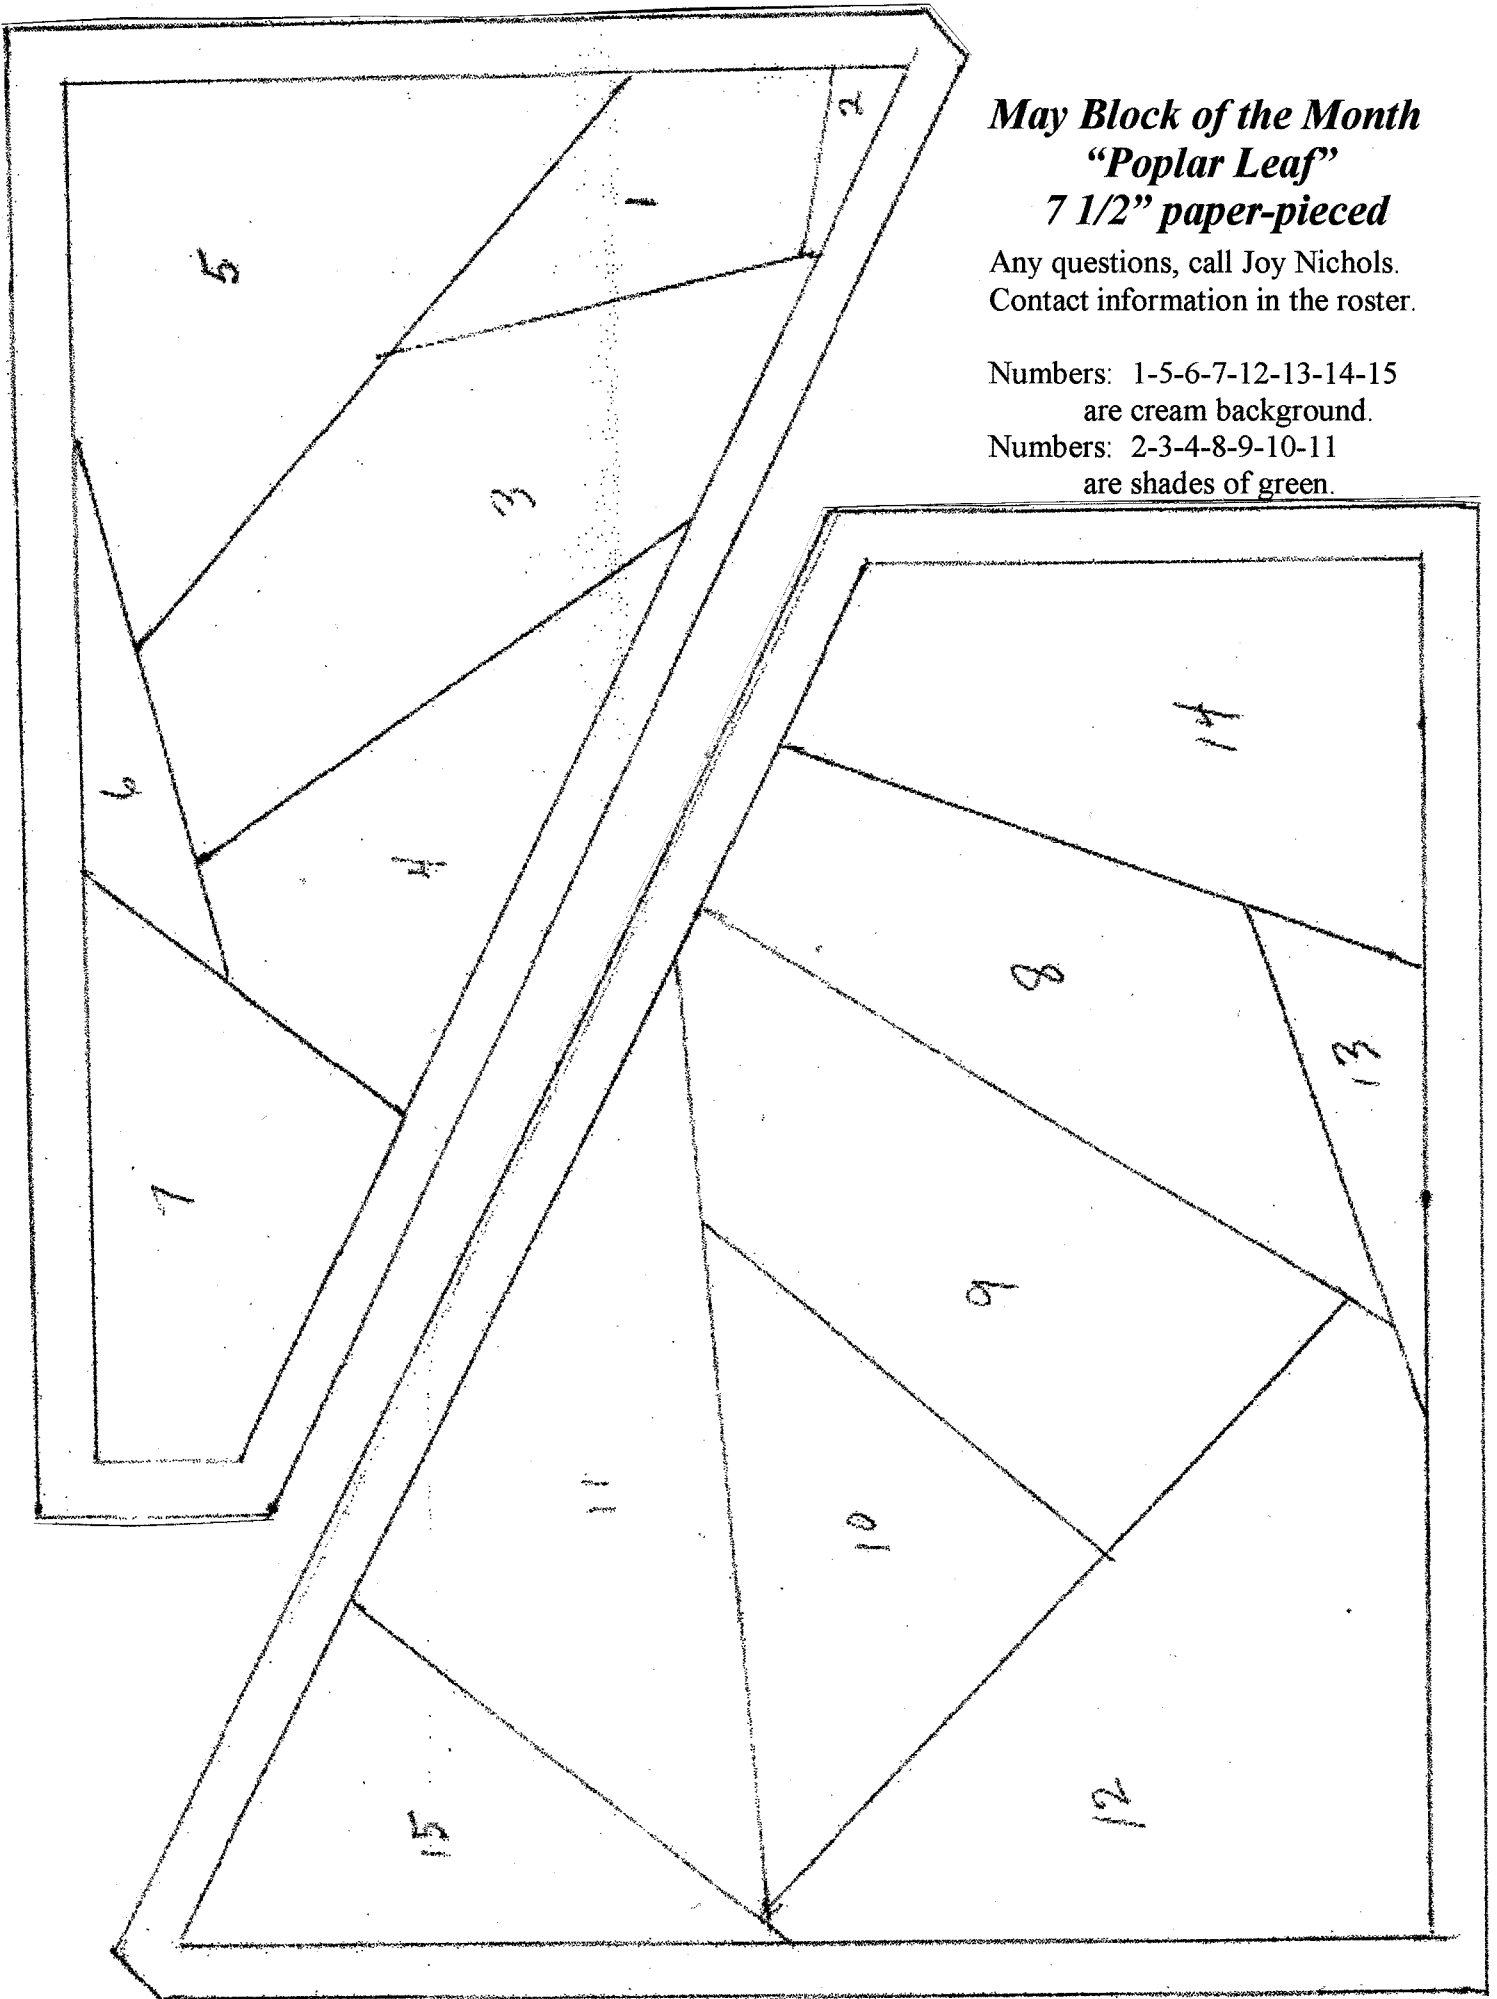 May Block of the Month
“Poplar Leaf”
7 1/2” paper-pieced
Any questions, call Joy Nichols.
Contact information in the roster.
Numbers: 1-5-6-7-12-13-14-15
are cream background.
Numbers: 2-3-4-8-9-10-11
are shades of green.
2
1
5
3
6
4
7
14
8
13
9
11
10
15
12